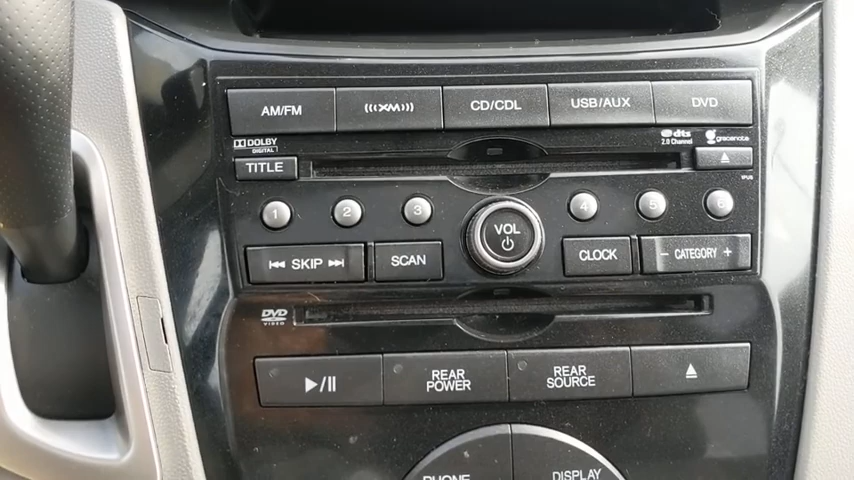 AM/FM
(((XM)))
CD/CDL
USB/AUX
DVD
DOLBY
DIGITAL
dts
2.0 Channel
gracenote
TITLE
1
2
3
VOL
4
5
6
SKIP
SCAN
CLOCK
− CATEGORY +
DVD
VIDEO
REAR
POWER
REAR
SOURCE
PHONE
DISPLAY